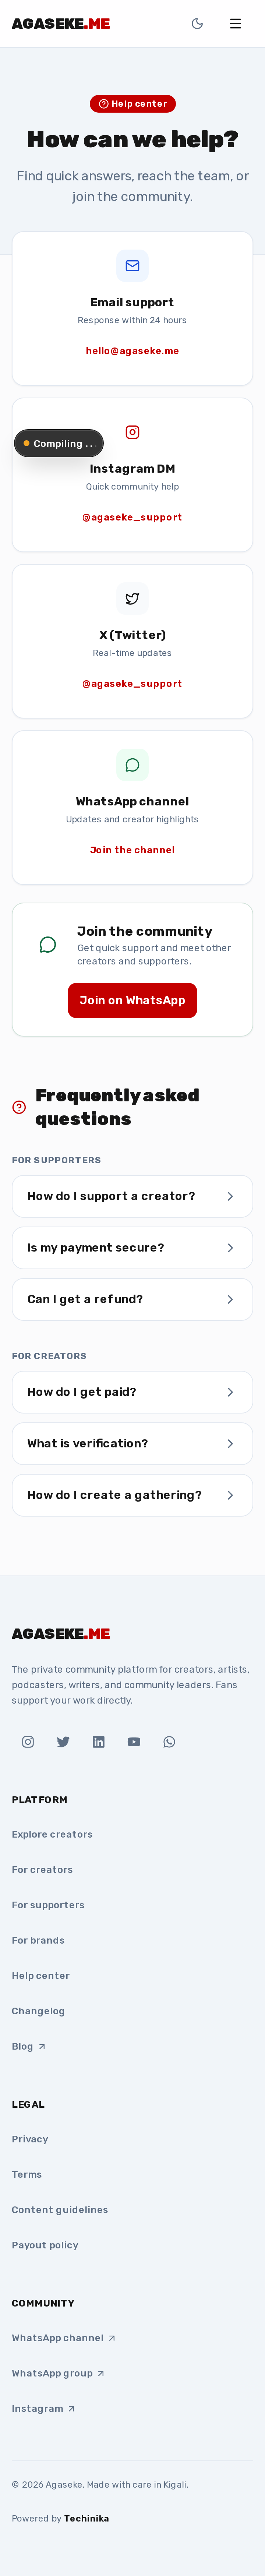 AGASEKE.ME
Help center
How can we help?
Find quick answers, reach the team, or
join the community.
Email support
Response within 24 hours
hello@agaseke.me
Compiling ...
Instagram DM
Quick community help
@agaseke_support
X (Twitter)
Real-time updates
@agaseke_support
WhatsApp channel
Updates and creator highlights
Join the channel
Join the community
Get quick support and meet other
creators and supporters.
Join on WhatsApp
Frequently asked
questions
FOR SUPPORTERS
How do I support a creator?
Is my payment secure?
Can I get a refund?
FOR CREATORS
How do I get paid?
What is verification?
How do I create a gathering?
AGASEKE.ME
The private community platform for creators, artists,
podcasters, writers, and community leaders. Fans
support your work directly.
PLATFORM
Explore creators
For creators
For supporters
For brands
Help center
Changelog
Blog
LEGAL
Privacy
Terms
Content guidelines
Payout policy
COMMUNITY
WhatsApp channel
WhatsApp group
Instagram
© 2026 Agaseke. Made with care in Kigali.
Powered by Techinika